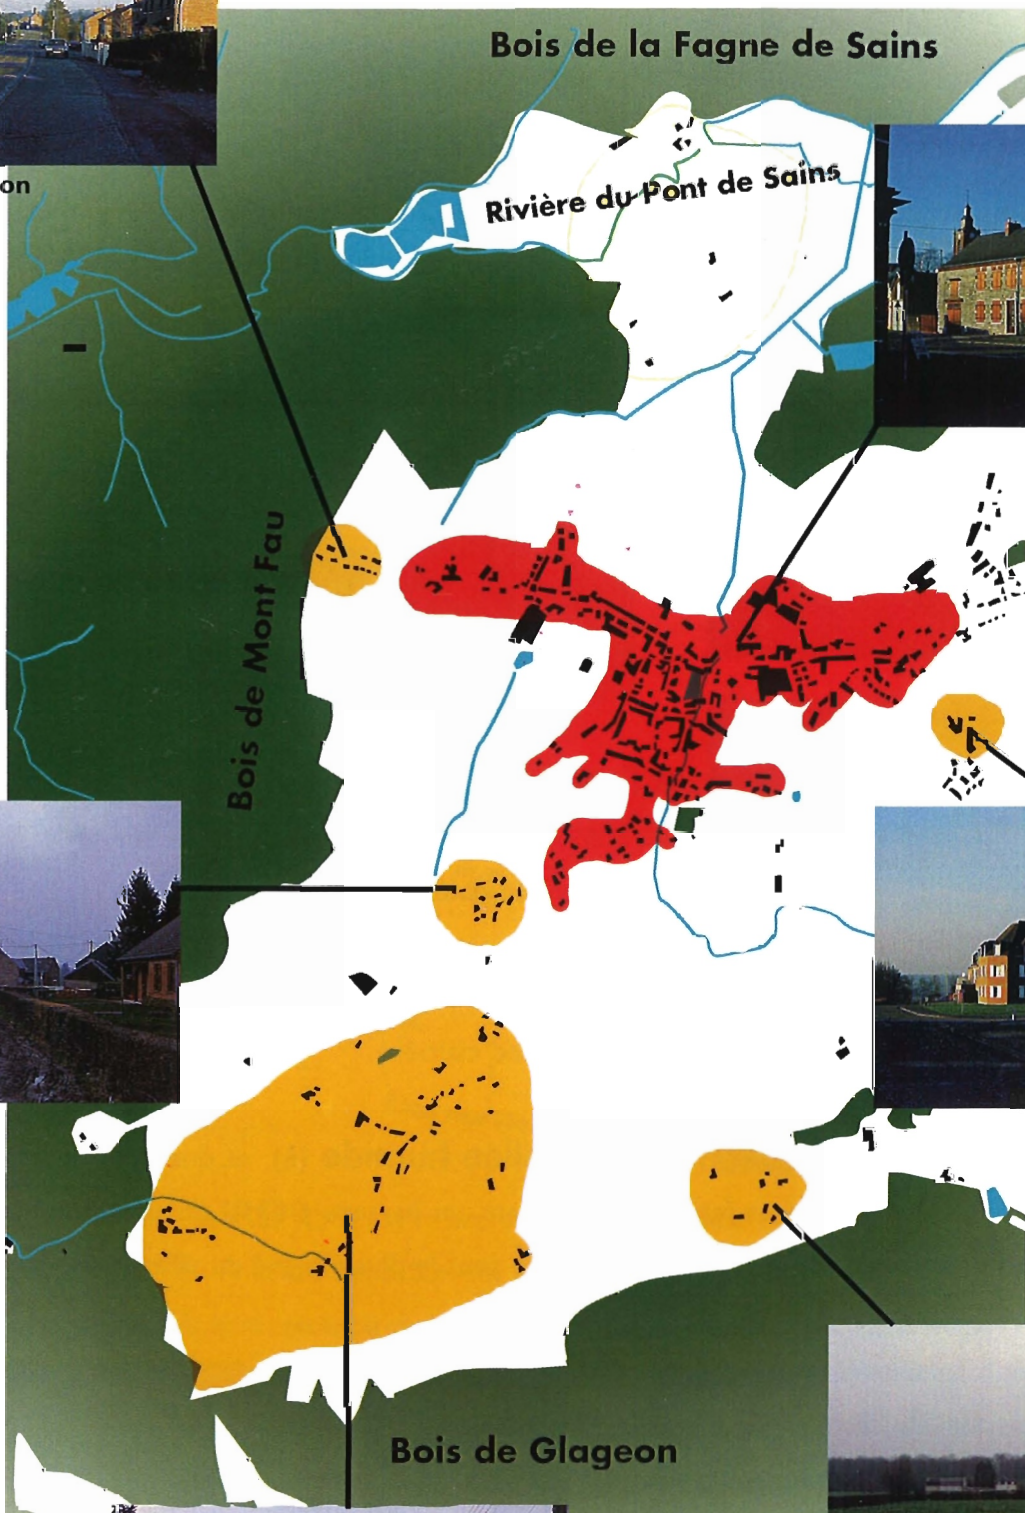 Bois de la Fagne de Sains
on
Rivière du Pont de Sains
Bois de Mont Fau
Bois de Glageon